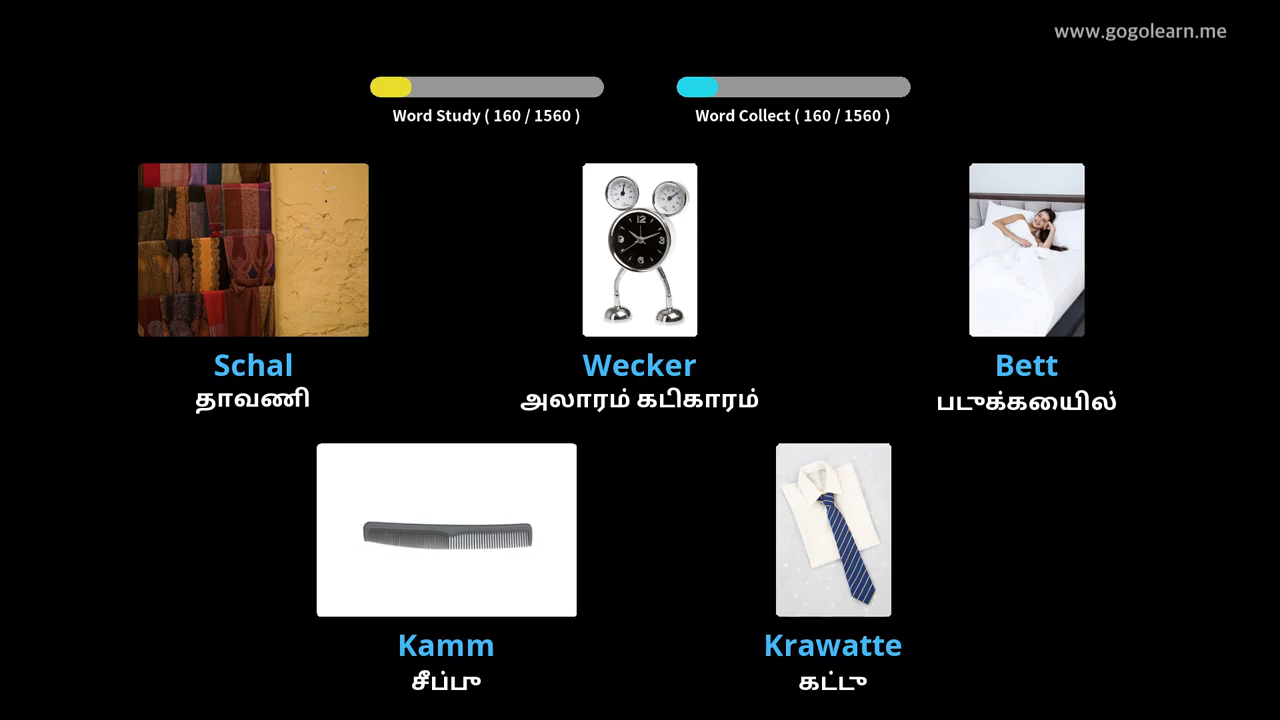 www.gogolearn.me
Word Study ( 160 / 1560 )
Word Collect ( 160 / 1560 )
Schal
தாவணி
Wecker
அலாரம் கடிகாரம்
Bett
படுக்கையில்
Kamm
சீப்பு
Krawatte
கட்டு